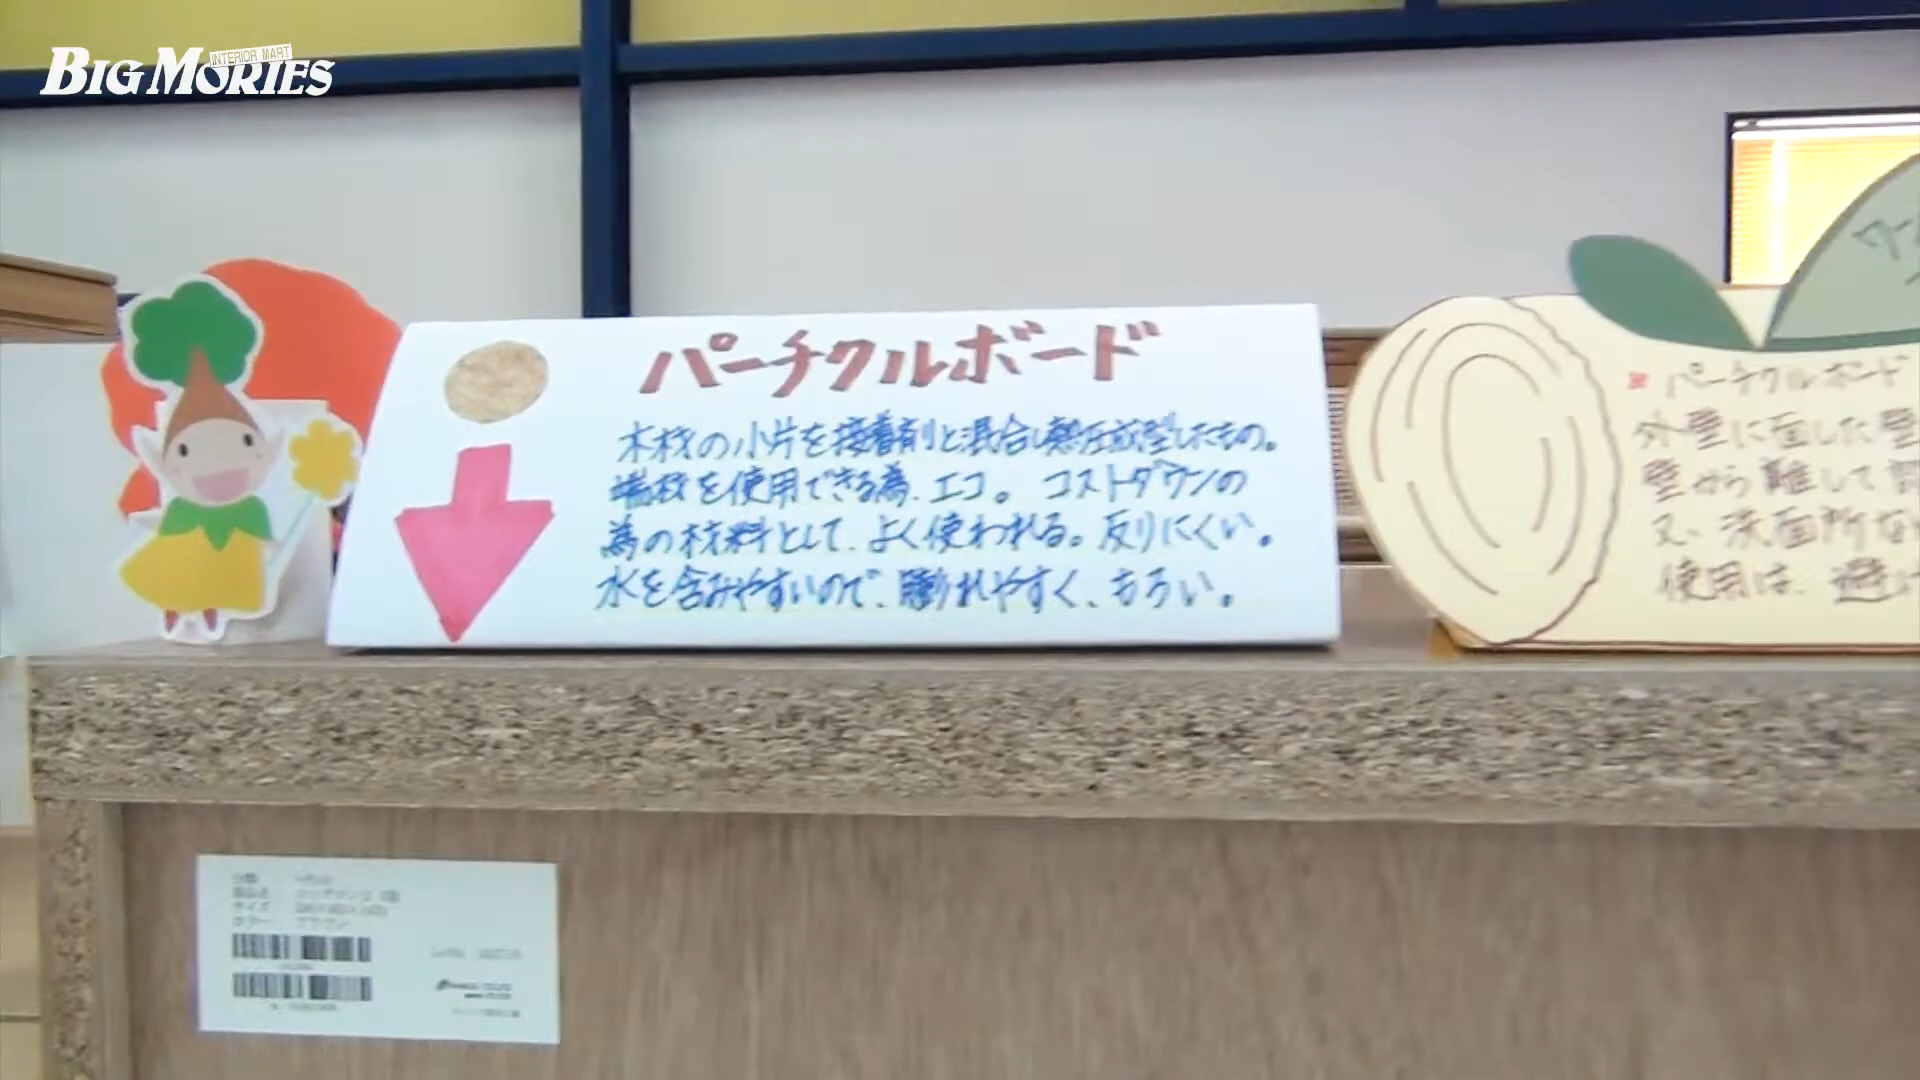 INTERIOR MART
BIG MORIES
パーチクルボード
木材の小片を接着剤と混合し熱圧成型したもの。
端材を使用できる為、エコ。コストダウンの
為の材料として、よく使われる。反りにくい。
水を含みやすいので、膨れやすく、もろい。
ワー
パーチクルボード
外壁に面した壁
壁から離して
又、洗面所な
使用は、避け